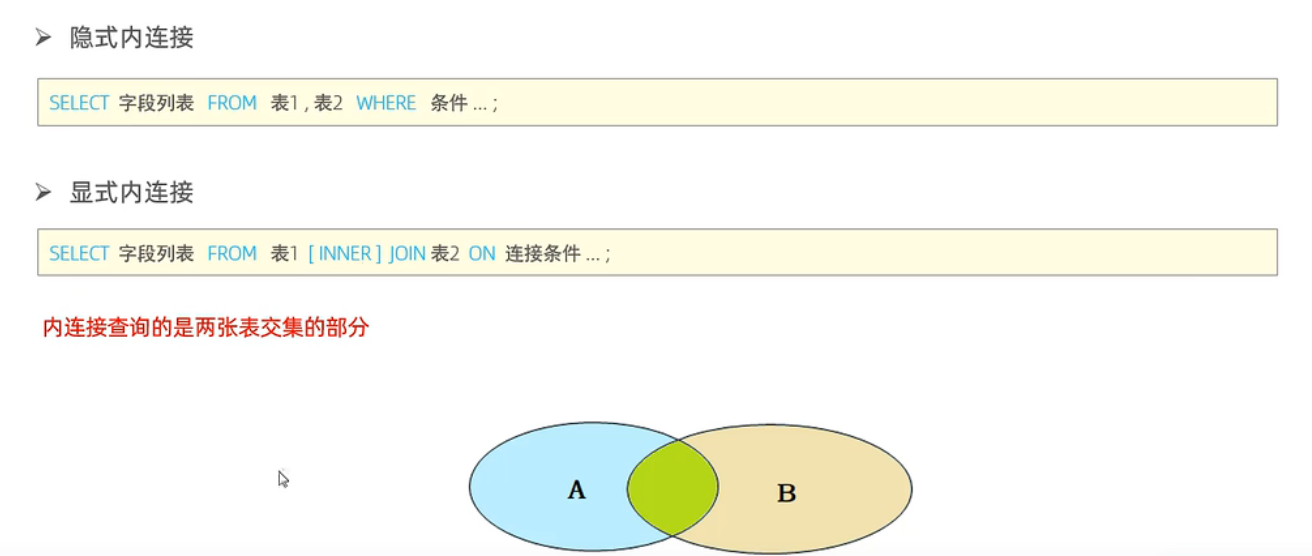 隐式内连接
SELECT 字段列表 FROM 表1 , 表2 WHERE 条件 ... ;
显式内连接
SELECT 字段列表 FROM 表1 [ INNER ] JOIN 表2 ON 连接条件 ... ;
内连接查询的是两张表交集的部分
A B